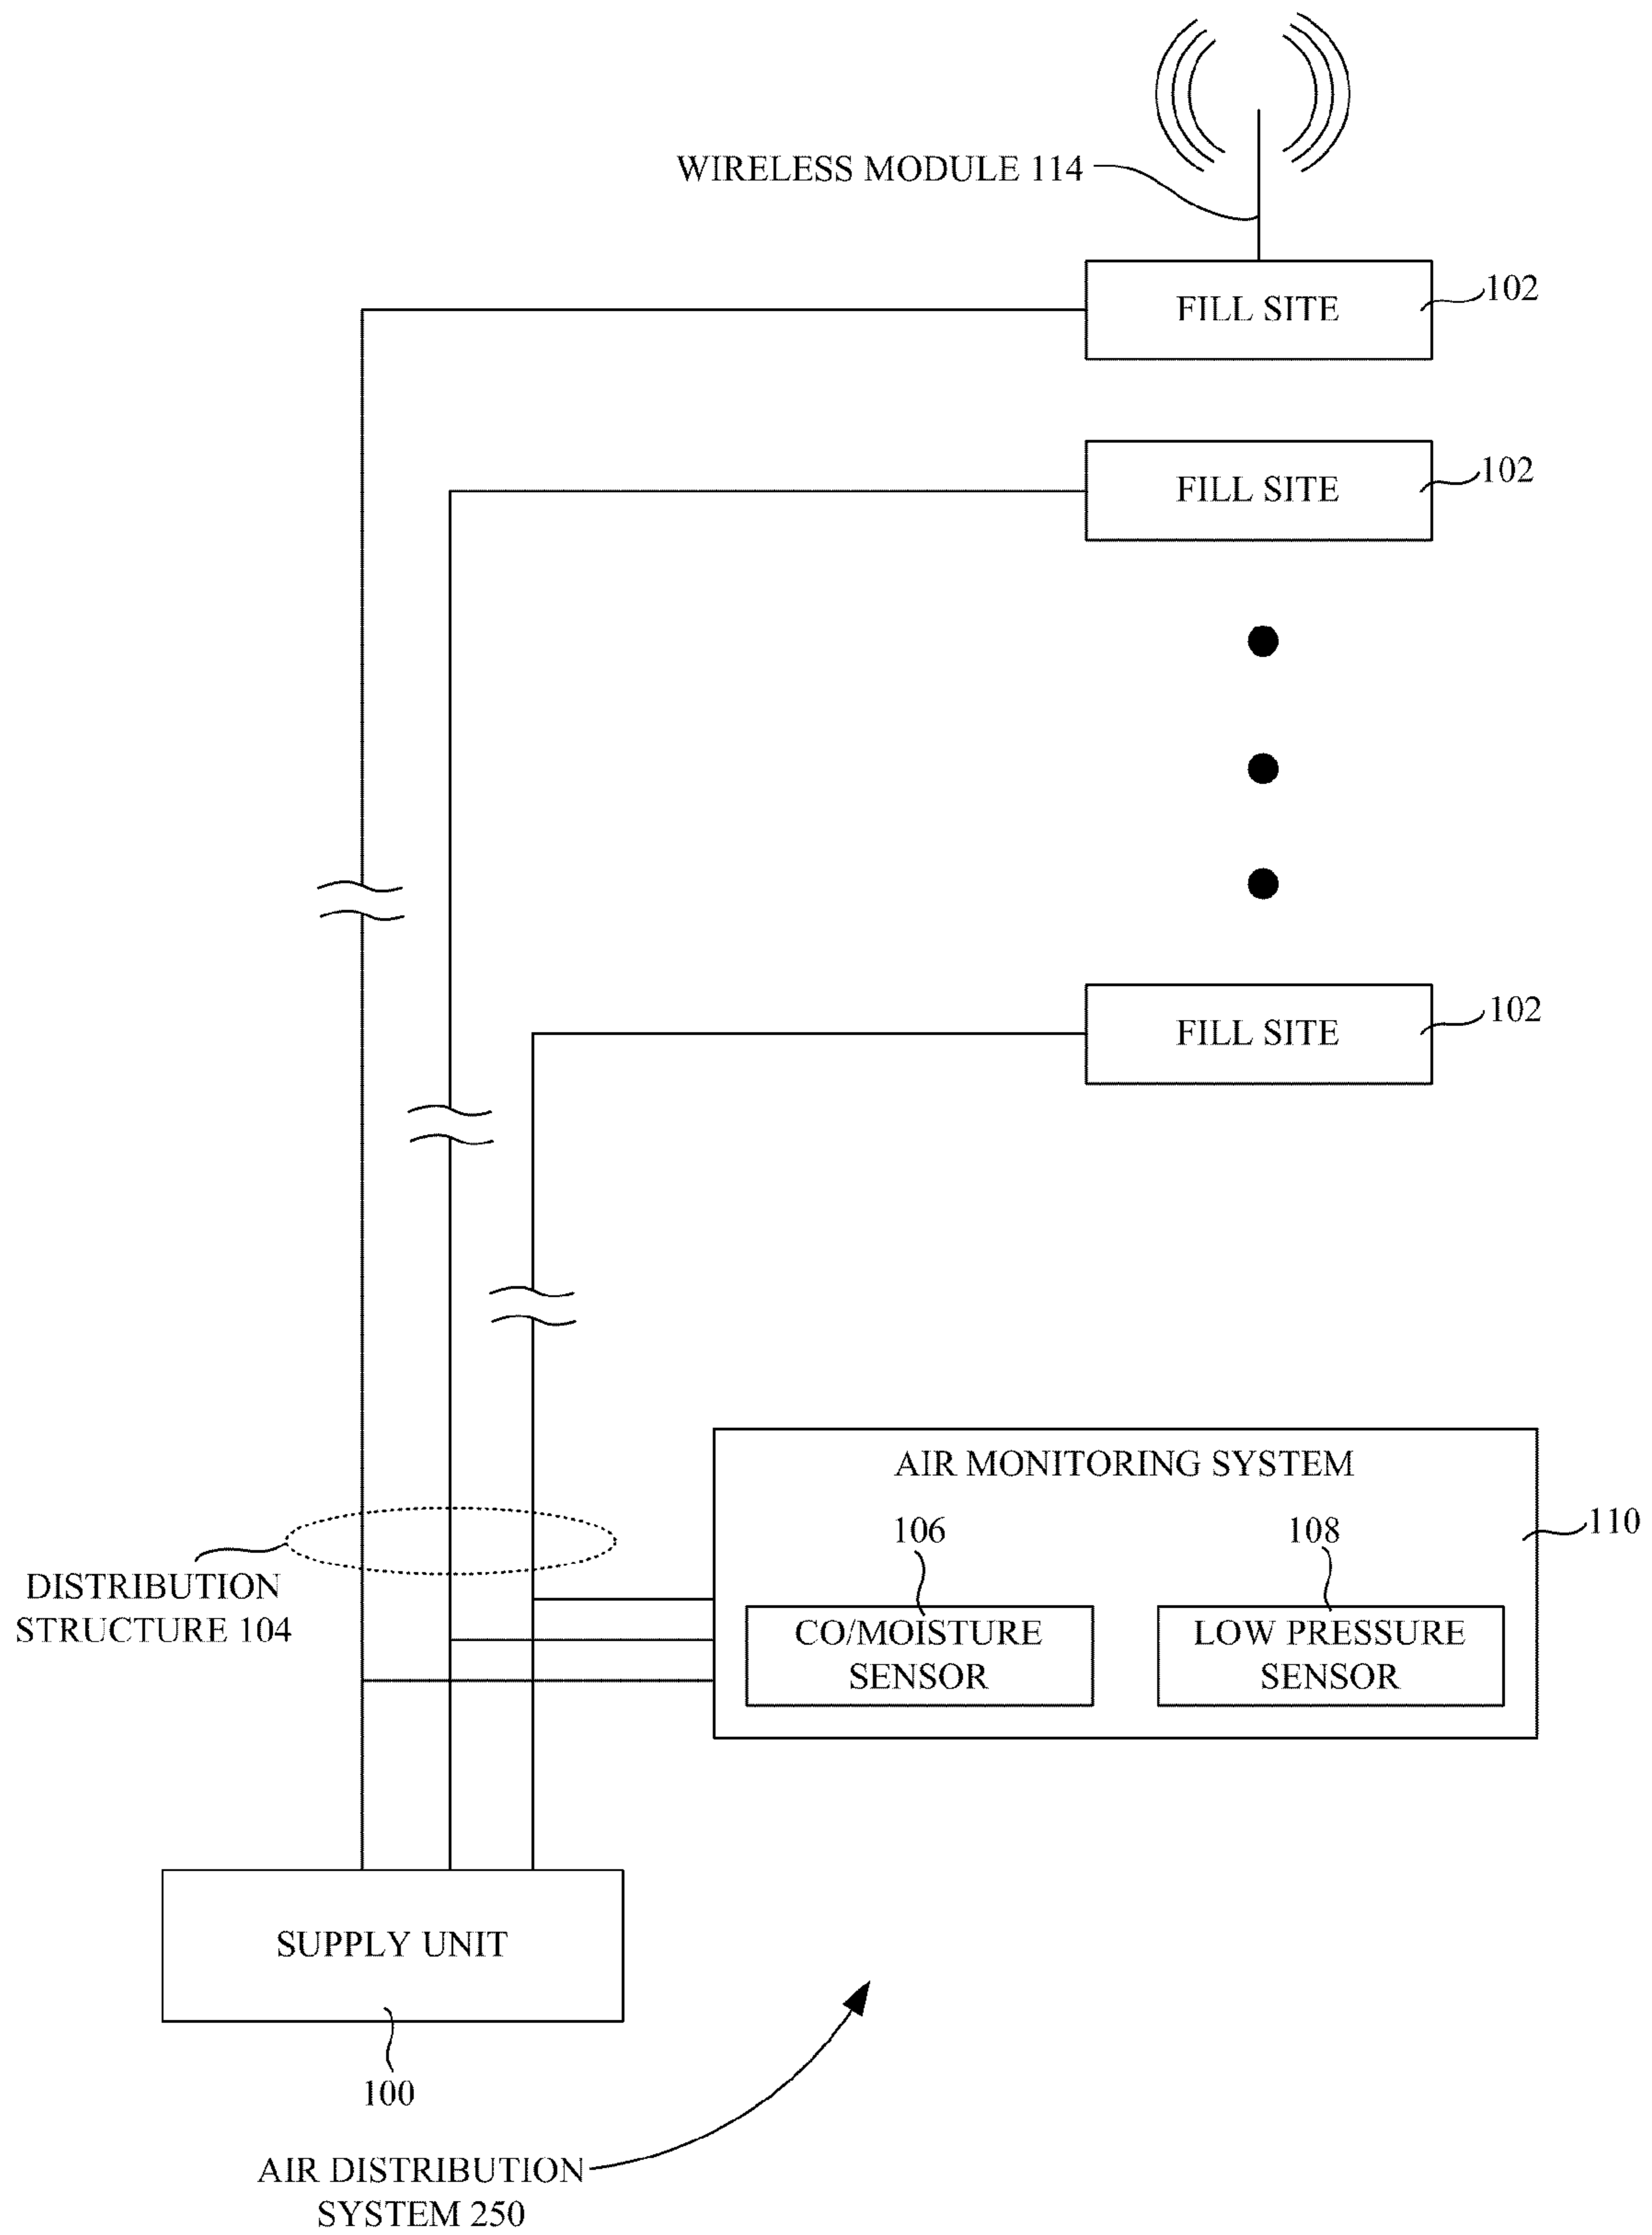 WIRELESS MODULE 114
FILL SITE
102
FILL SITE
102
FILL SITE
102
AIR MONITORING SYSTEM
110
106
108
CO/MOISTURE
SENSOR
LOW PRESSURE
SENSOR
DISTRIBUTION
STRUCTURE 104
SUPPLY UNIT
100
AIR DISTRIBUTION
SYSTEM 250